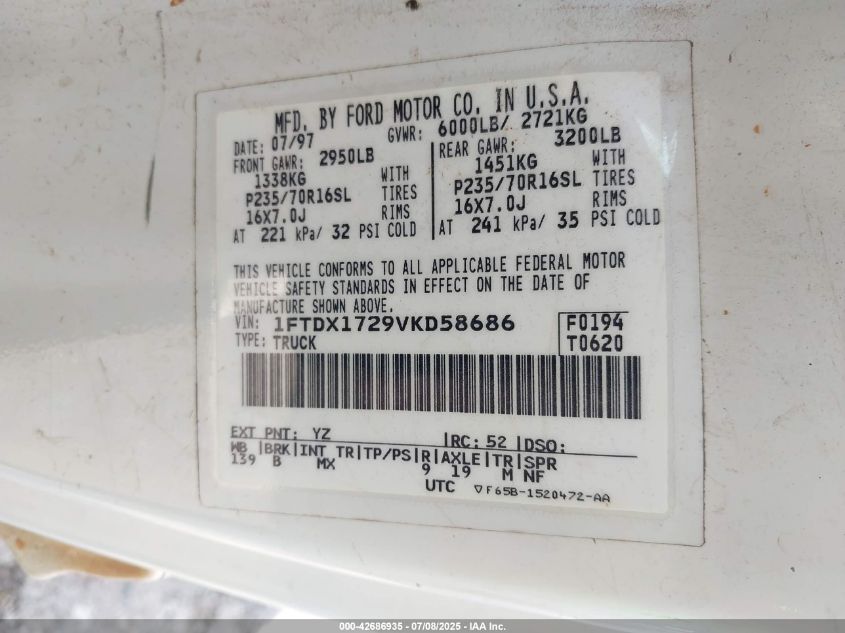 MFD. BY FORD MOTOR CO. IN U.S.A.
DATE: 07/97 GVWR: 6000LB/ 2721KG
FRONT GAWR: 2950LB REAR GAWR: 3200LB
1338KG WITH 1451KG WITH
P235/70R16SL TIRES P235/70R16SL TIRES
16X7.0J RIMS 16X7.0J RIMS
AT 221 kPa/ 32 PSI COLD AT 241 kPa/ 35 PSI COLD
THIS VEHICLE CONFORMS TO ALL APPLICABLE FEDERAL MOTOR
VEHICLE SAFETY STANDARDS IN EFFECT ON THE DATE OF
MANUFACTURE SHOWN ABOVE.
VIN: 1FTDX1729VKD58686 F0194
TYPE: TRUCK T0620
EXT PNT: YZ RC: 52 DSO:
WB BRK INT TR TP/PS R AXLE TR SPR
139 B MX 9 19 M NF
UTC ▽F65B-1520472-AA
000-42686935 - 07/08/2025 - IAA Inc.